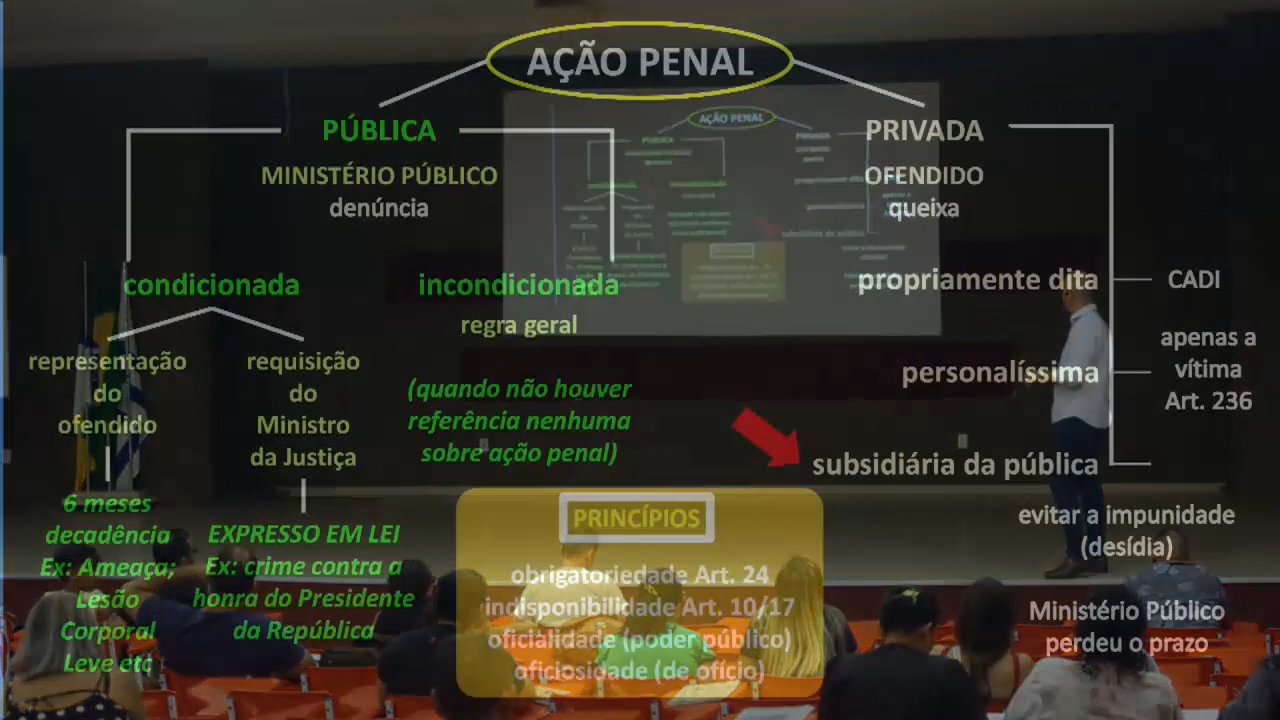 AÇÃO PENAL
PÚBLICA
MINISTÉRIO PÚBLICO
denúncia
condicionada
representação
do
ofendido
6 meses
decadência
Ex: Ameaça;
Lesão
Corporal
Leve etc
requisição
do
Ministro
da Justiça
EXPRESSO EM LEI
Ex: crime contra a
honra do Presidente
da República
incondicionada
regra geral
(quando não houver
referência nenhuma
sobre ação penal)
PRINCÍPIOS
obrigatoriedade Art. 24
indisponibilidade Art. 10/17
oficialidade (poder público)
oficiosidade (de ofício)
PRIVADA
OFENDIDO
queixa
propriamente dita
CADI
personalíssima
apenas a
vítima
Art. 236
subsidiária da pública
evitar a impunidade
(desídia)
Ministério Público
perdeu o prazo
AÇÃO PENAL
PÚBLICA
PRIVADA